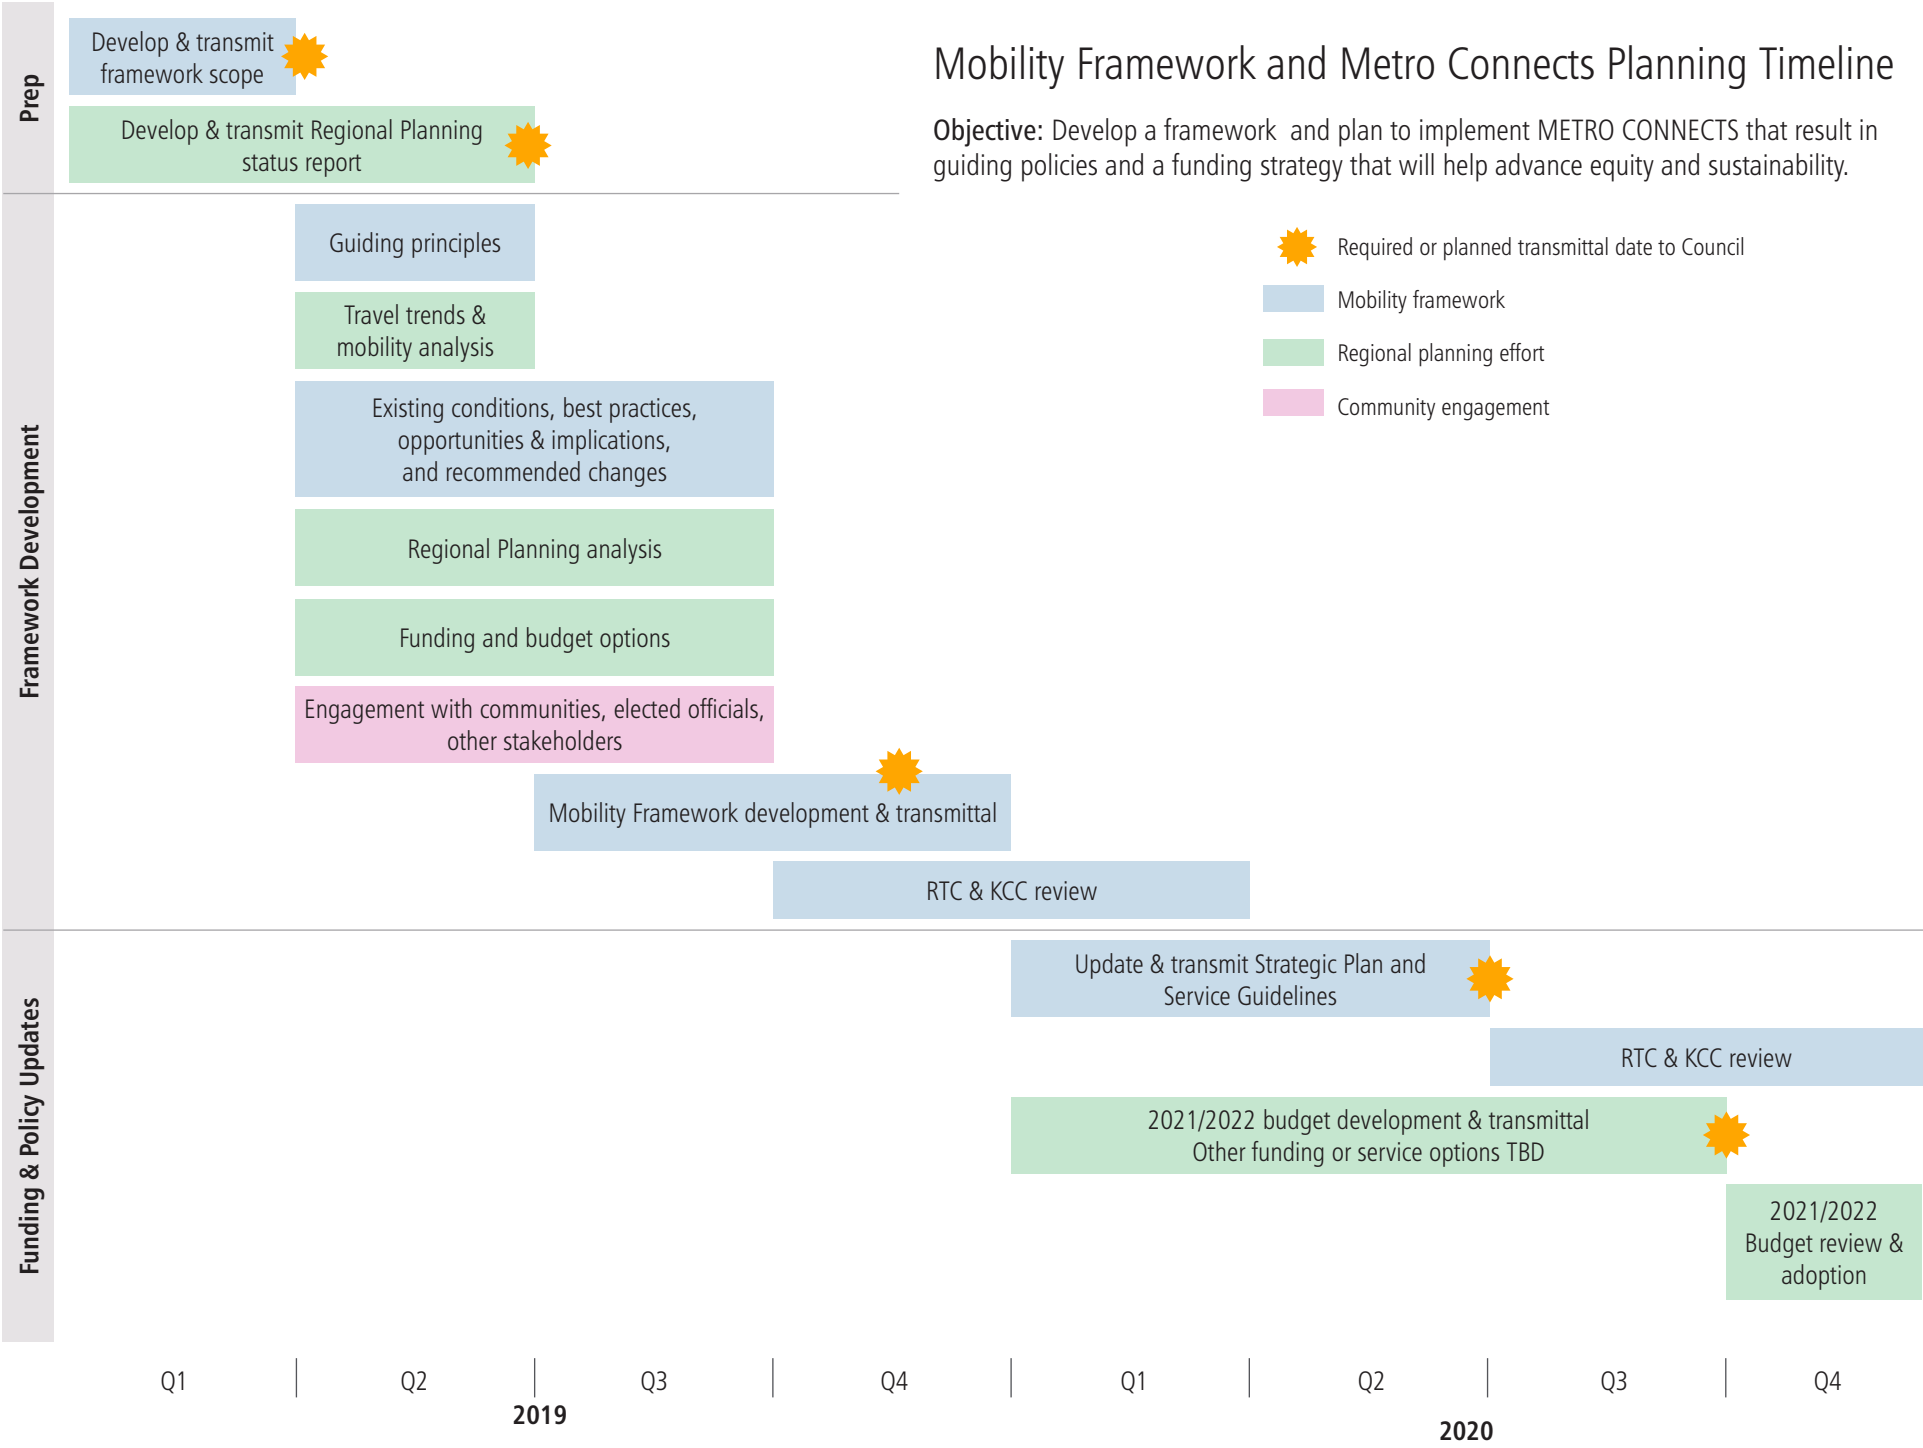 Mobility Framework and Metro Connects Planning Timeline
Objective: Develop a framework and plan to implement METRO CONNECTS that result in
guiding policies and a funding strategy that will help advance equity and sustainability.
Required or planned transmittal date to Council
Mobility framework
Regional planning effort
Community engagement
Prep
Develop & transmit
framework scope
Develop & transmit Regional Planning
status report
Framework Development
Guiding principles
Travel trends &
mobility analysis
Existing conditions, best practices,
opportunities & implications,
and recommended changes
Regional Planning analysis
Funding and budget options
Engagement with communities, elected officials,
other stakeholders
Mobility Framework development & transmittal
RTC & KCC review
Funding & Policy Updates
Update & transmit Strategic Plan and
Service Guidelines
RTC & KCC review
2021/2022 budget development & transmittal
Other funding or service options TBD
2021/2022
Budget review &
adoption
Q1 Q2 Q3 Q4 Q1 Q2 Q3 Q4
2019
2020